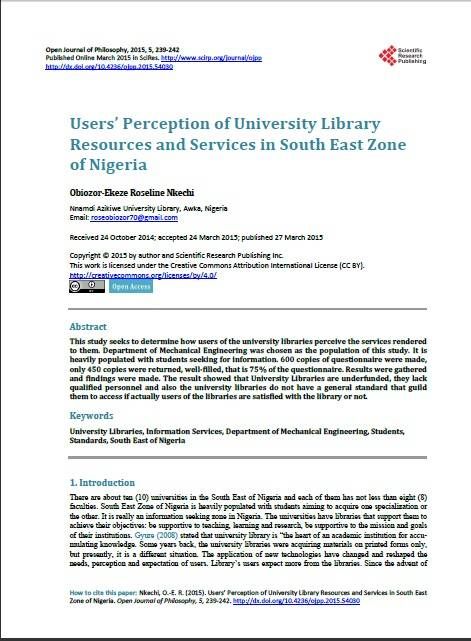 Open Journal of Philosophy, 2015, 5, 239-242
Published Online March 2015 in SciRes. http://www.scirp.org/journal/ojpp
http://dx.doi.org/10.4236/ojpp.2015.54030
Scientific
Research
Publishing
Users' Perception of University Library
Resources and Services in South East Zone
of Nigeria
Obiozor-Ekeze Roseline Nkechi
Nnamdi Azikiwe University Library, Awka, Nigeria
Email: roseobiozor70@gmail.com
Received 24 October 2014; accepted 24 March 2015; published 27 March 2015
Copyright © 2015 by author and Scientific Research Publishing Inc.
This work is licensed under the Creative Commons Attribution International License (CC BY).
http://creativecommons.org/licenses/by/4.0/
cc BY Open Access
Abstract
This study seeks to determine how users of the university libraries perceive the services rendered
to them. Department of Mechanical Engineering was chosen as the population of this study. It is
heavily populated with students seeking for information. 600 copies of questionnaire were made,
only 450 copies were returned, well-filled, that is 75% of the questionnaire. Results were gathered
and findings were made. The result showed that University Libraries are underfunded, they lack
qualified personnel and also the university libraries do not have a general standard that guild
them to access if actually users of the libraries are satisfied with the library or not.
Keywords
University Libraries, Information Services, Department of Mechanical Engineering, Students,
Standards, South East of Nigeria
1. Introduction
There are about ten (10) universities in the South East of Nigeria and each of them has not less than eight (8)
faculties. South East Zone of Nigeria is heavily populated with students aiming to acquire one specialization or
the other. It is really an information seeking zone in Nigeria. The universities have libraries that support them to
achieve their objectives: be supportive to teaching, learning and research, be supportive to the mission and goals
of their institutions. Gyuze (2008) stated that university library is "the heart of an academic institution for accu-
mulating knowledge. Some years back, the university libraries were acquiring materials on printed forms only,
but presently, it is a different situation. The application of new technologies have changed and reshaped the
needs, perception and expectation of users. Library's users expect more from the libraries. Since the advent of
How to cite this paper: Nkechi, O.-E. R. (2015). Users' Perception of University Library Resources and Services in South East
Zone of Nigeria. Open Journal of Philosophy, 5, 239-242. http://dx.doi.org/10.4236/ojpp.2015.54030